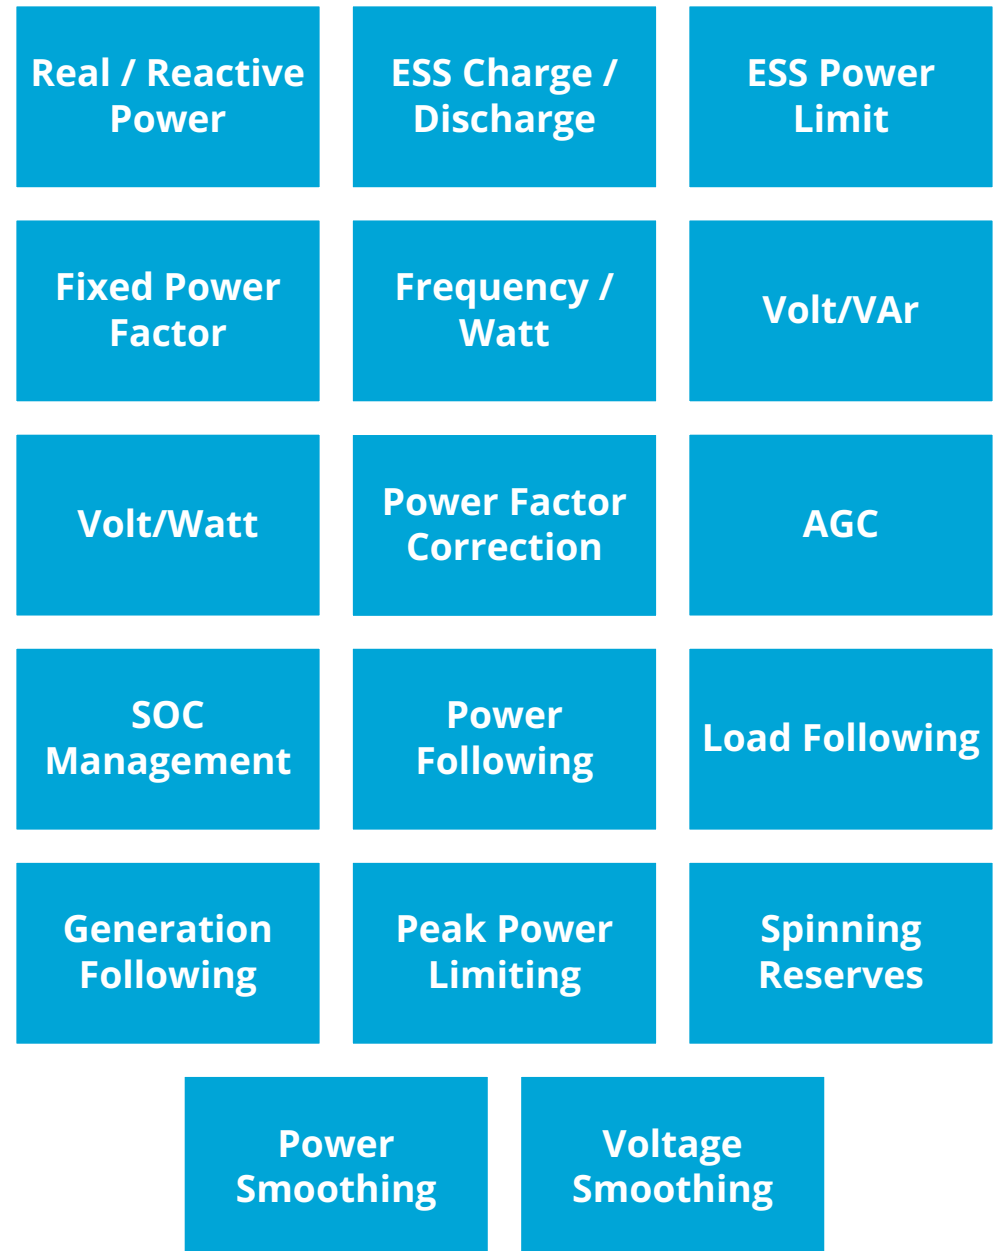 Real / Reactive
Power
ESS Charge /
Discharge
ESS Power
Limit
Fixed Power
Factor
Frequency /
Watt
Volt/VAr
Volt/Watt
Power Factor
Correction
AGC
SOC
Management
Power
Following
Load Following
Generation
Following
Peak Power
Limiting
Spinning
Reserves
Power
Smoothing
Voltage
Smoothing